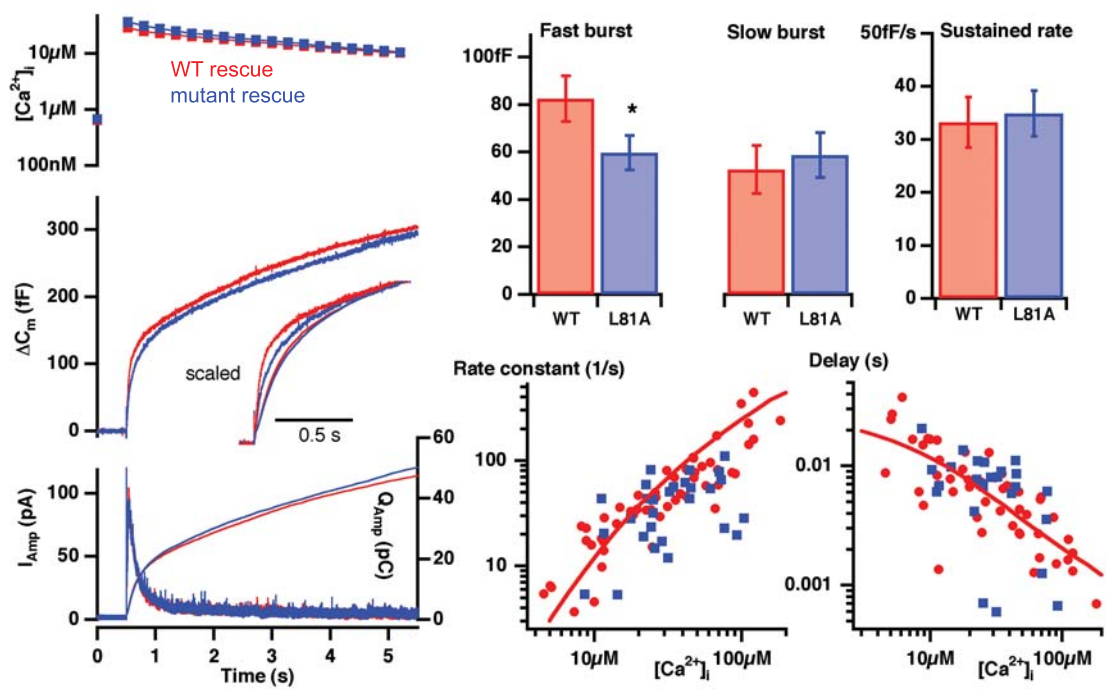 10µM
1µM
100nM
[Ca²⁺]ᵢ
WT rescue
mutant rescue
300
200
100
0
ΔCₘ (fF)
scaled
0.5 s
100
50
0
I_Amp (pA)
60
40
20
0
Q_Amp (pC)
0 1 2 3 4 5
Time (s)
Fast burst
100fF
80
60
40
20
0
*
WT L81A
Slow burst
WT L81A
50fF/s Sustained rate
40
30
20
10
0
WT L81A
Rate constant (1/s)
100
10
10µM 100µM
[Ca²⁺]ᵢ
Delay (s)
0.01
0.001
10µM 100µM
[Ca²⁺]ᵢ